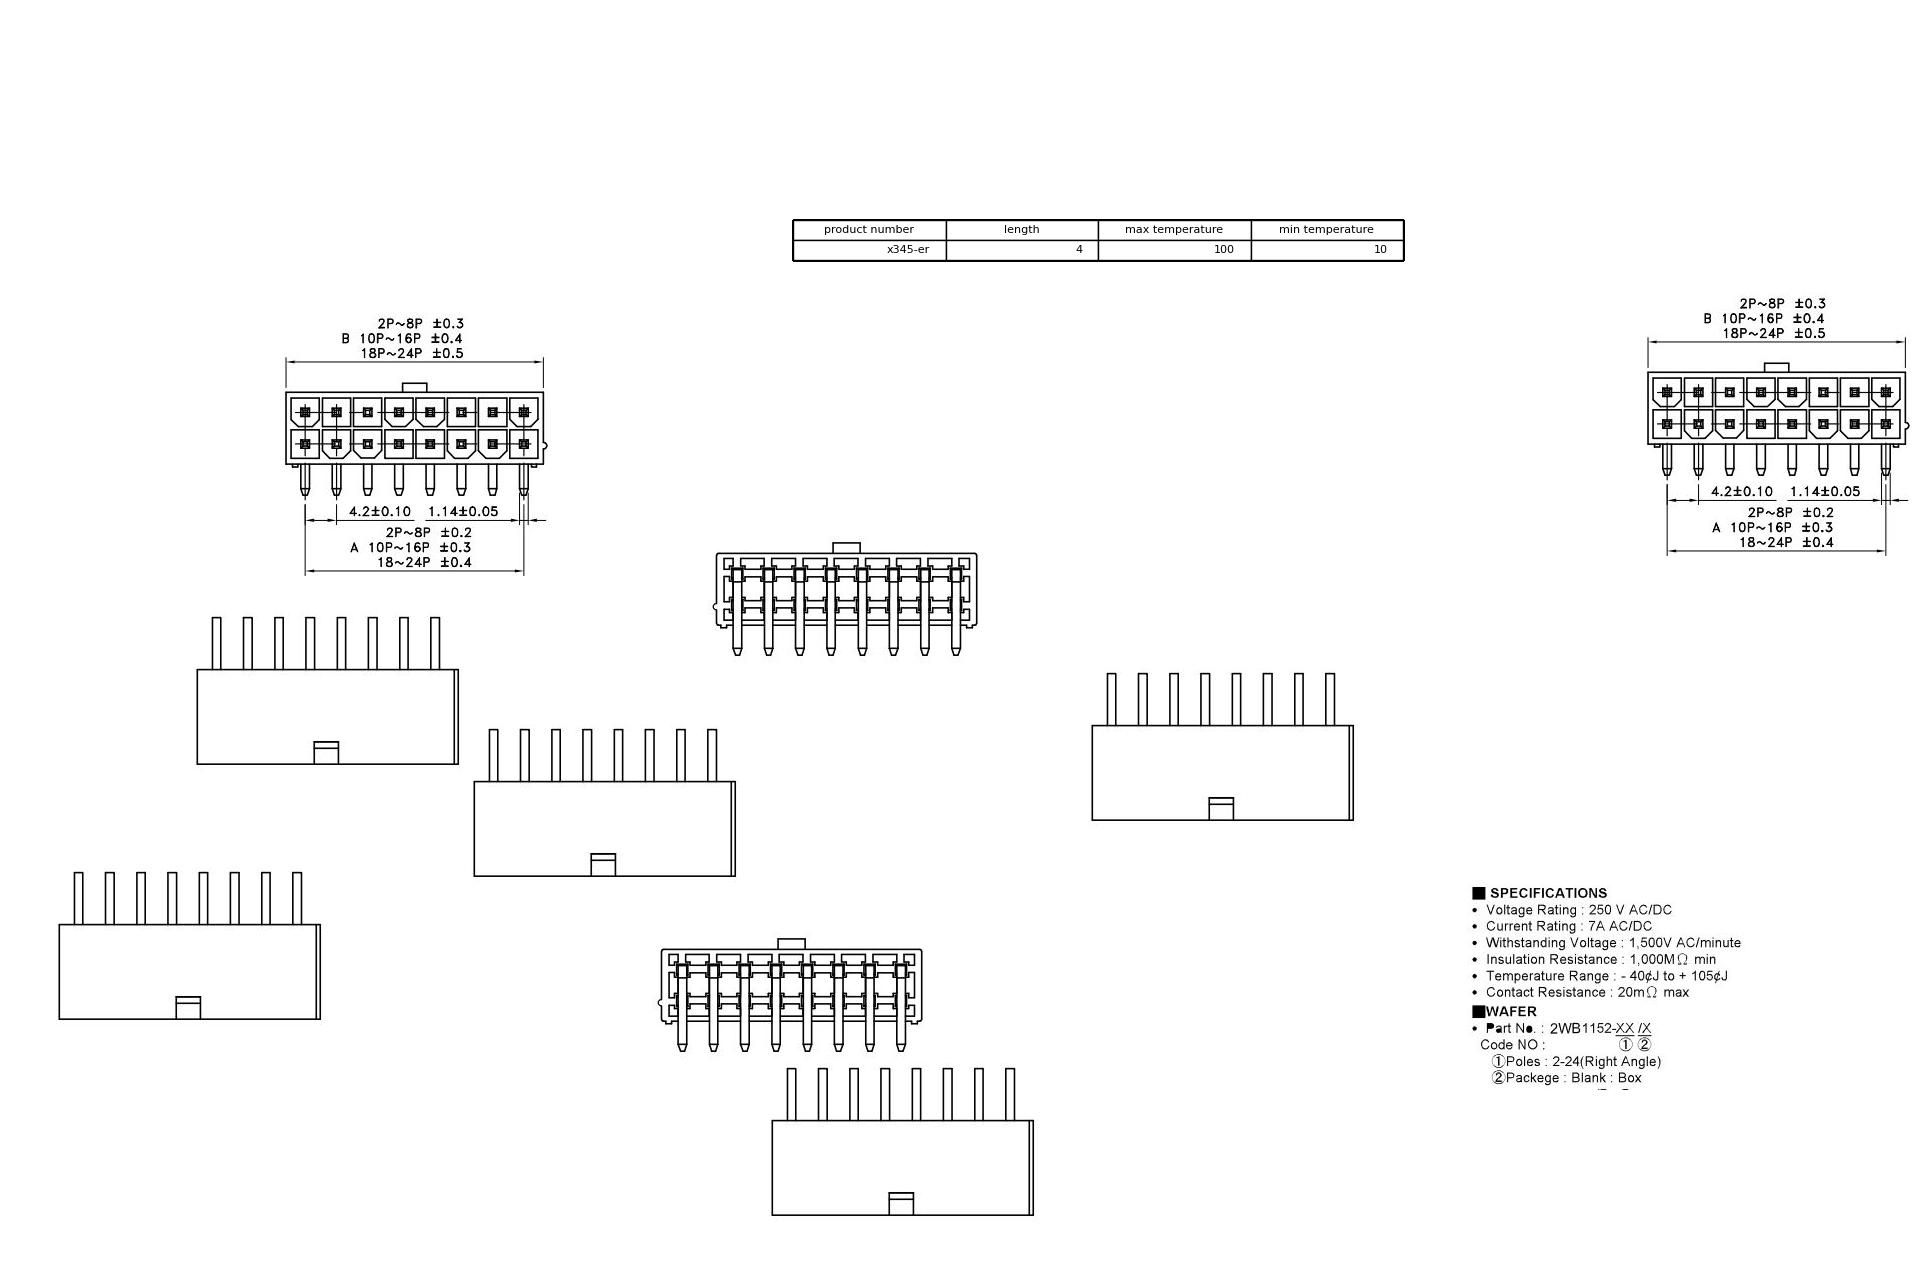 product number length max temperature min temperature
x345-er 4 100 10
2P~8P ±0.3
B 10P~16P ±0.4
18P~24P ±0.5
4.2±0.10 1.14±0.05
2P~8P ±0.2
A 10P~16P ±0.3
18~24P ±0.4
2P~8P ±0.3
B 10P~16P ±0.4
18P~24P ±0.5
4.2±0.10 1.14±0.05
2P~8P ±0.2
A 10P~16P ±0.3
18~24P ±0.4
■ SPECIFICATIONS
• Voltage Rating : 250 V AC/DC
• Current Rating : 7A AC/DC
• Withstanding Voltage : 1,500V AC/minute
• Insulation Resistance : 1,000MΩ min
• Temperature Range : - 40¢J to + 105¢J
• Contact Resistance : 20mΩ max
■WAFER
• Part No. : 2WB1152-XX /X
Code NO : ① ②
①Poles : 2-24(Right Angle)
②Packege : Blank : Box